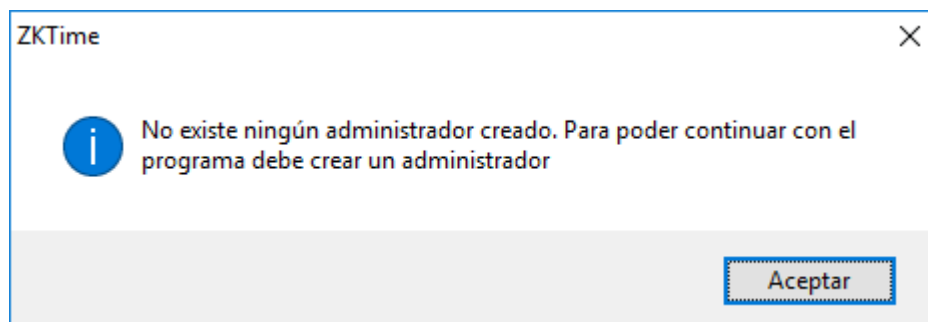 ZKTime
No existe ningún administrador creado. Para poder continuar con el
programa debe crear un administrador
Aceptar